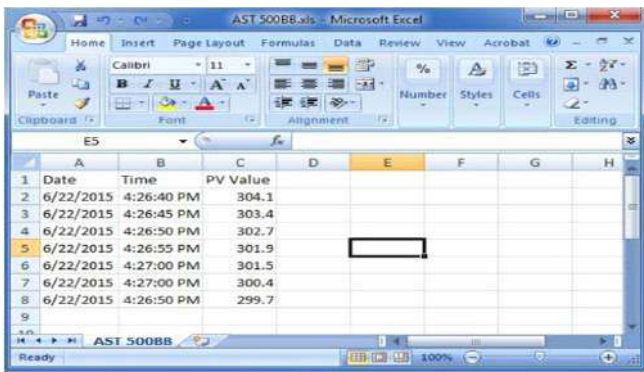 AST 500BB.xls - Microsoft Excel
Home Insert Page Layout Formulas Data Review View Acrobat
Calibri 11
Paste B I U A A % Number Styles Cells Σ
Clipboard Font Alignment Editing
E5 fx
A B C D E F G H
1 Date Time PV Value
2 6/22/2015 4:26:40 PM 304.1
3 6/22/2015 4:26:45 PM 303.4
4 6/22/2015 4:26:50 PM 302.7
5 6/22/2015 4:26:55 PM 301.9
6 6/22/2015 4:27:00 PM 301.5
7 6/22/2015 4:27:00 PM 300.4
8 6/22/2015 4:26:50 PM 299.7
9
10
AST 500BB
Ready 100%